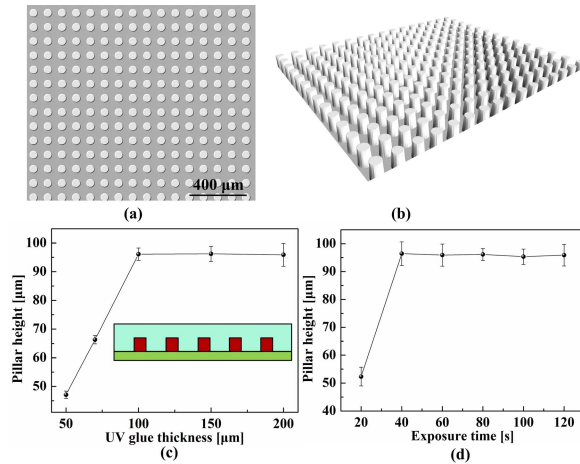 400 µm
(a)
(b)
100
90
80
70
60
50
Pillar height [µm]
50
100
150
200
UV glue thickness [µm]
(c)
100
90
80
70
60
50
40
Pillar height [µm]
20
40
60
80
100
120
Exposure time [s]
(d)